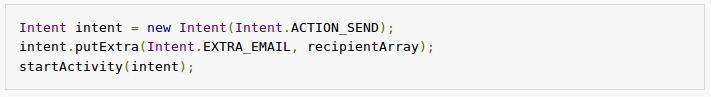 Intent intent = new Intent(Intent.ACTION_SEND);
intent.putExtra(Intent.EXTRA_EMAIL, recipientArray);
startActivity(intent);